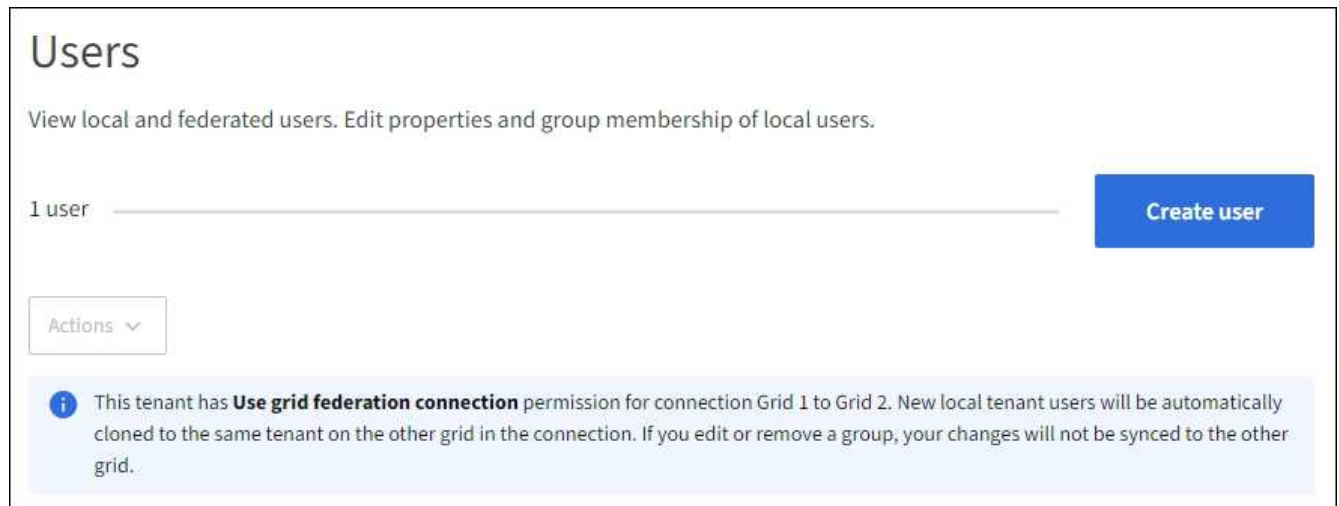 Users
View local and federated users. Edit properties and group membership of local users.
1 user
Create user
Actions
This tenant has Use grid federation connection permission for connection Grid 1 to Grid 2. New local tenant users will be automatically
cloned to the same tenant on the other grid in the connection. If you edit or remove a group, your changes will not be synced to the other
grid.